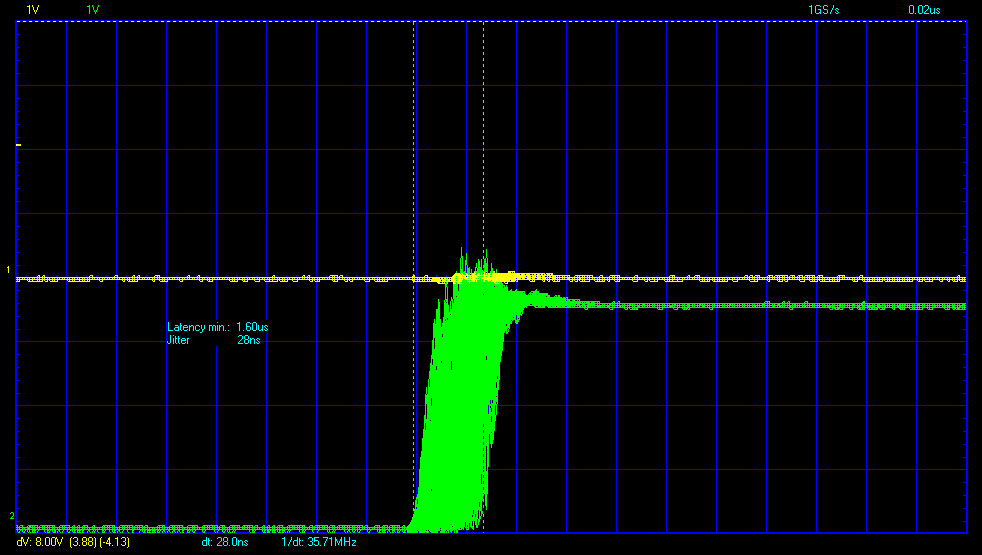 1V 1V 1GS/s 0.02us
1
Latency min.: 1.60us
Jitter 28ns
2
dV: 8.00V (3.88) (-4.13) dt: 28.0ns 1/dt: 35.71MHz